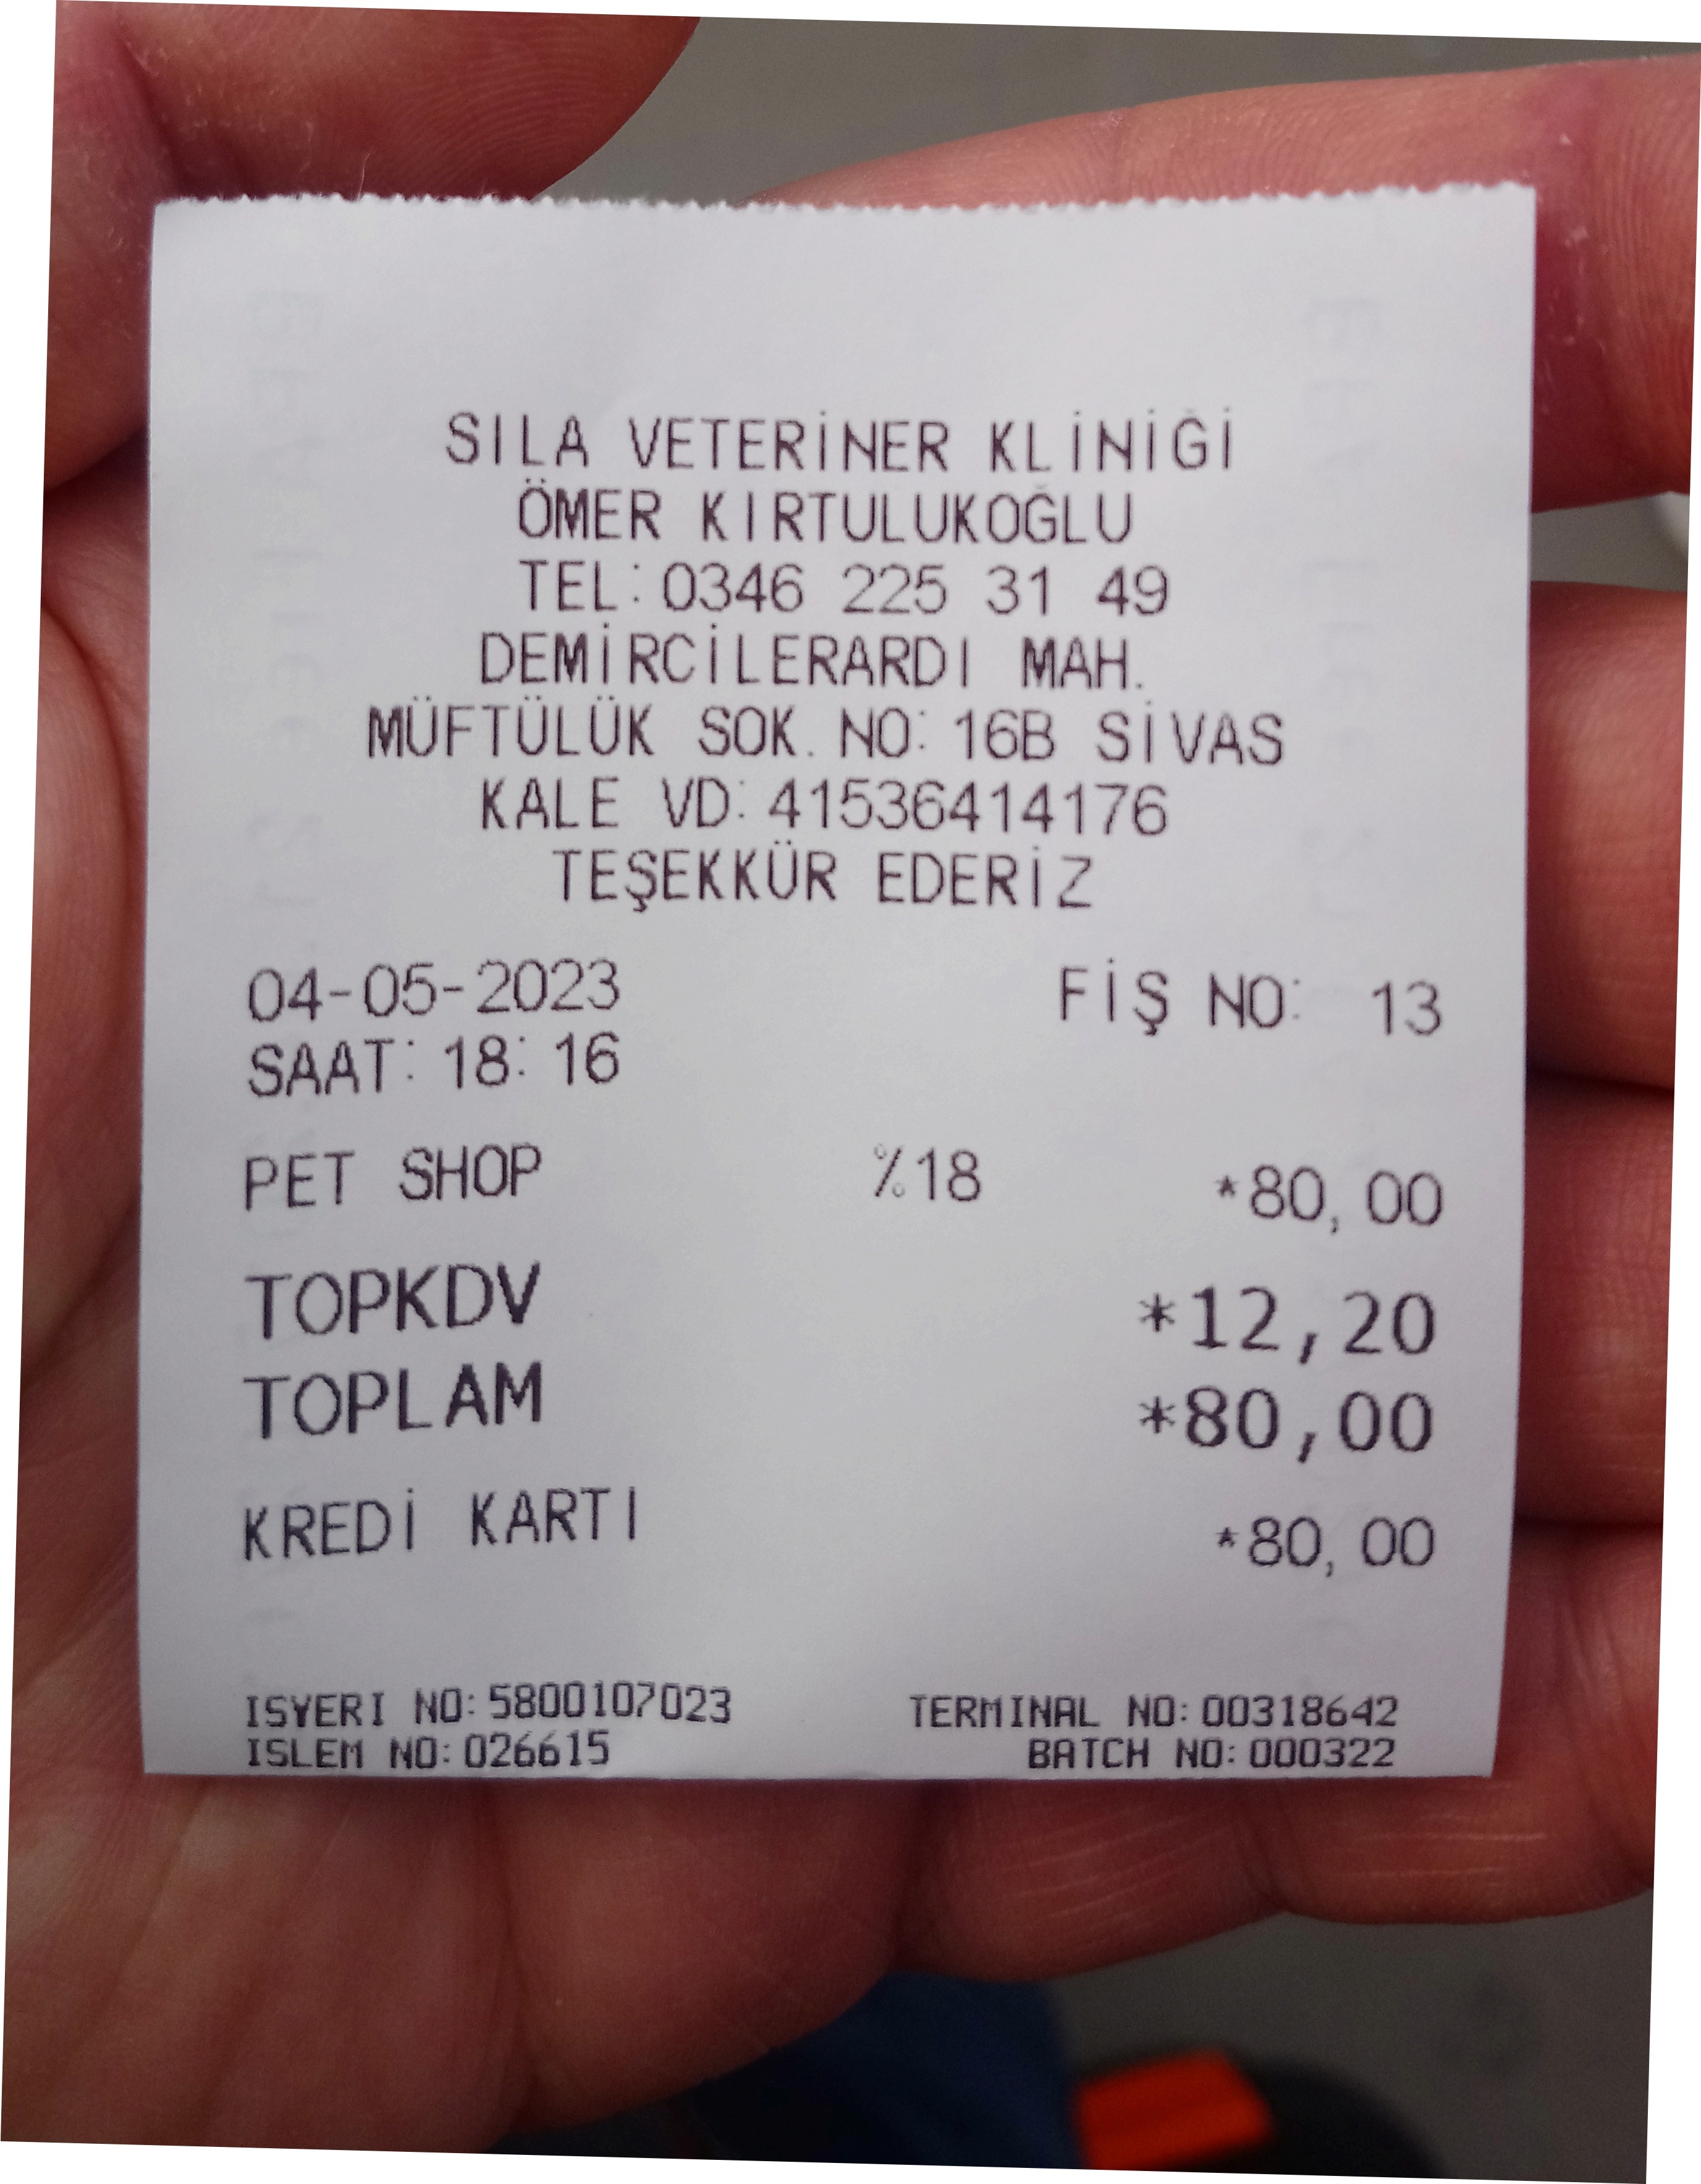 SILA VETERİNER KLİNİĞİ
ÖMER KIRTULUKOĞLU
TEL: 0346 225 31 49
DEMİRCİLERARDI MAH.
MÜFTÜLÜK SOK. NO: 16B SİVAS
KALE VD: 41536414176
TEŞEKKÜR EDERİZ
04-05-2023 FİŞ NO: 13
SAAT: 18:16
PET SHOP %18 *80,00
TOPKDV *12,20
TOPLAM *80,00
KREDİ KARTI *80,00
ISYERI NO:5800107023 TERMINAL NO:00318642
ISLEM NO:026615 BATCH NO:000322